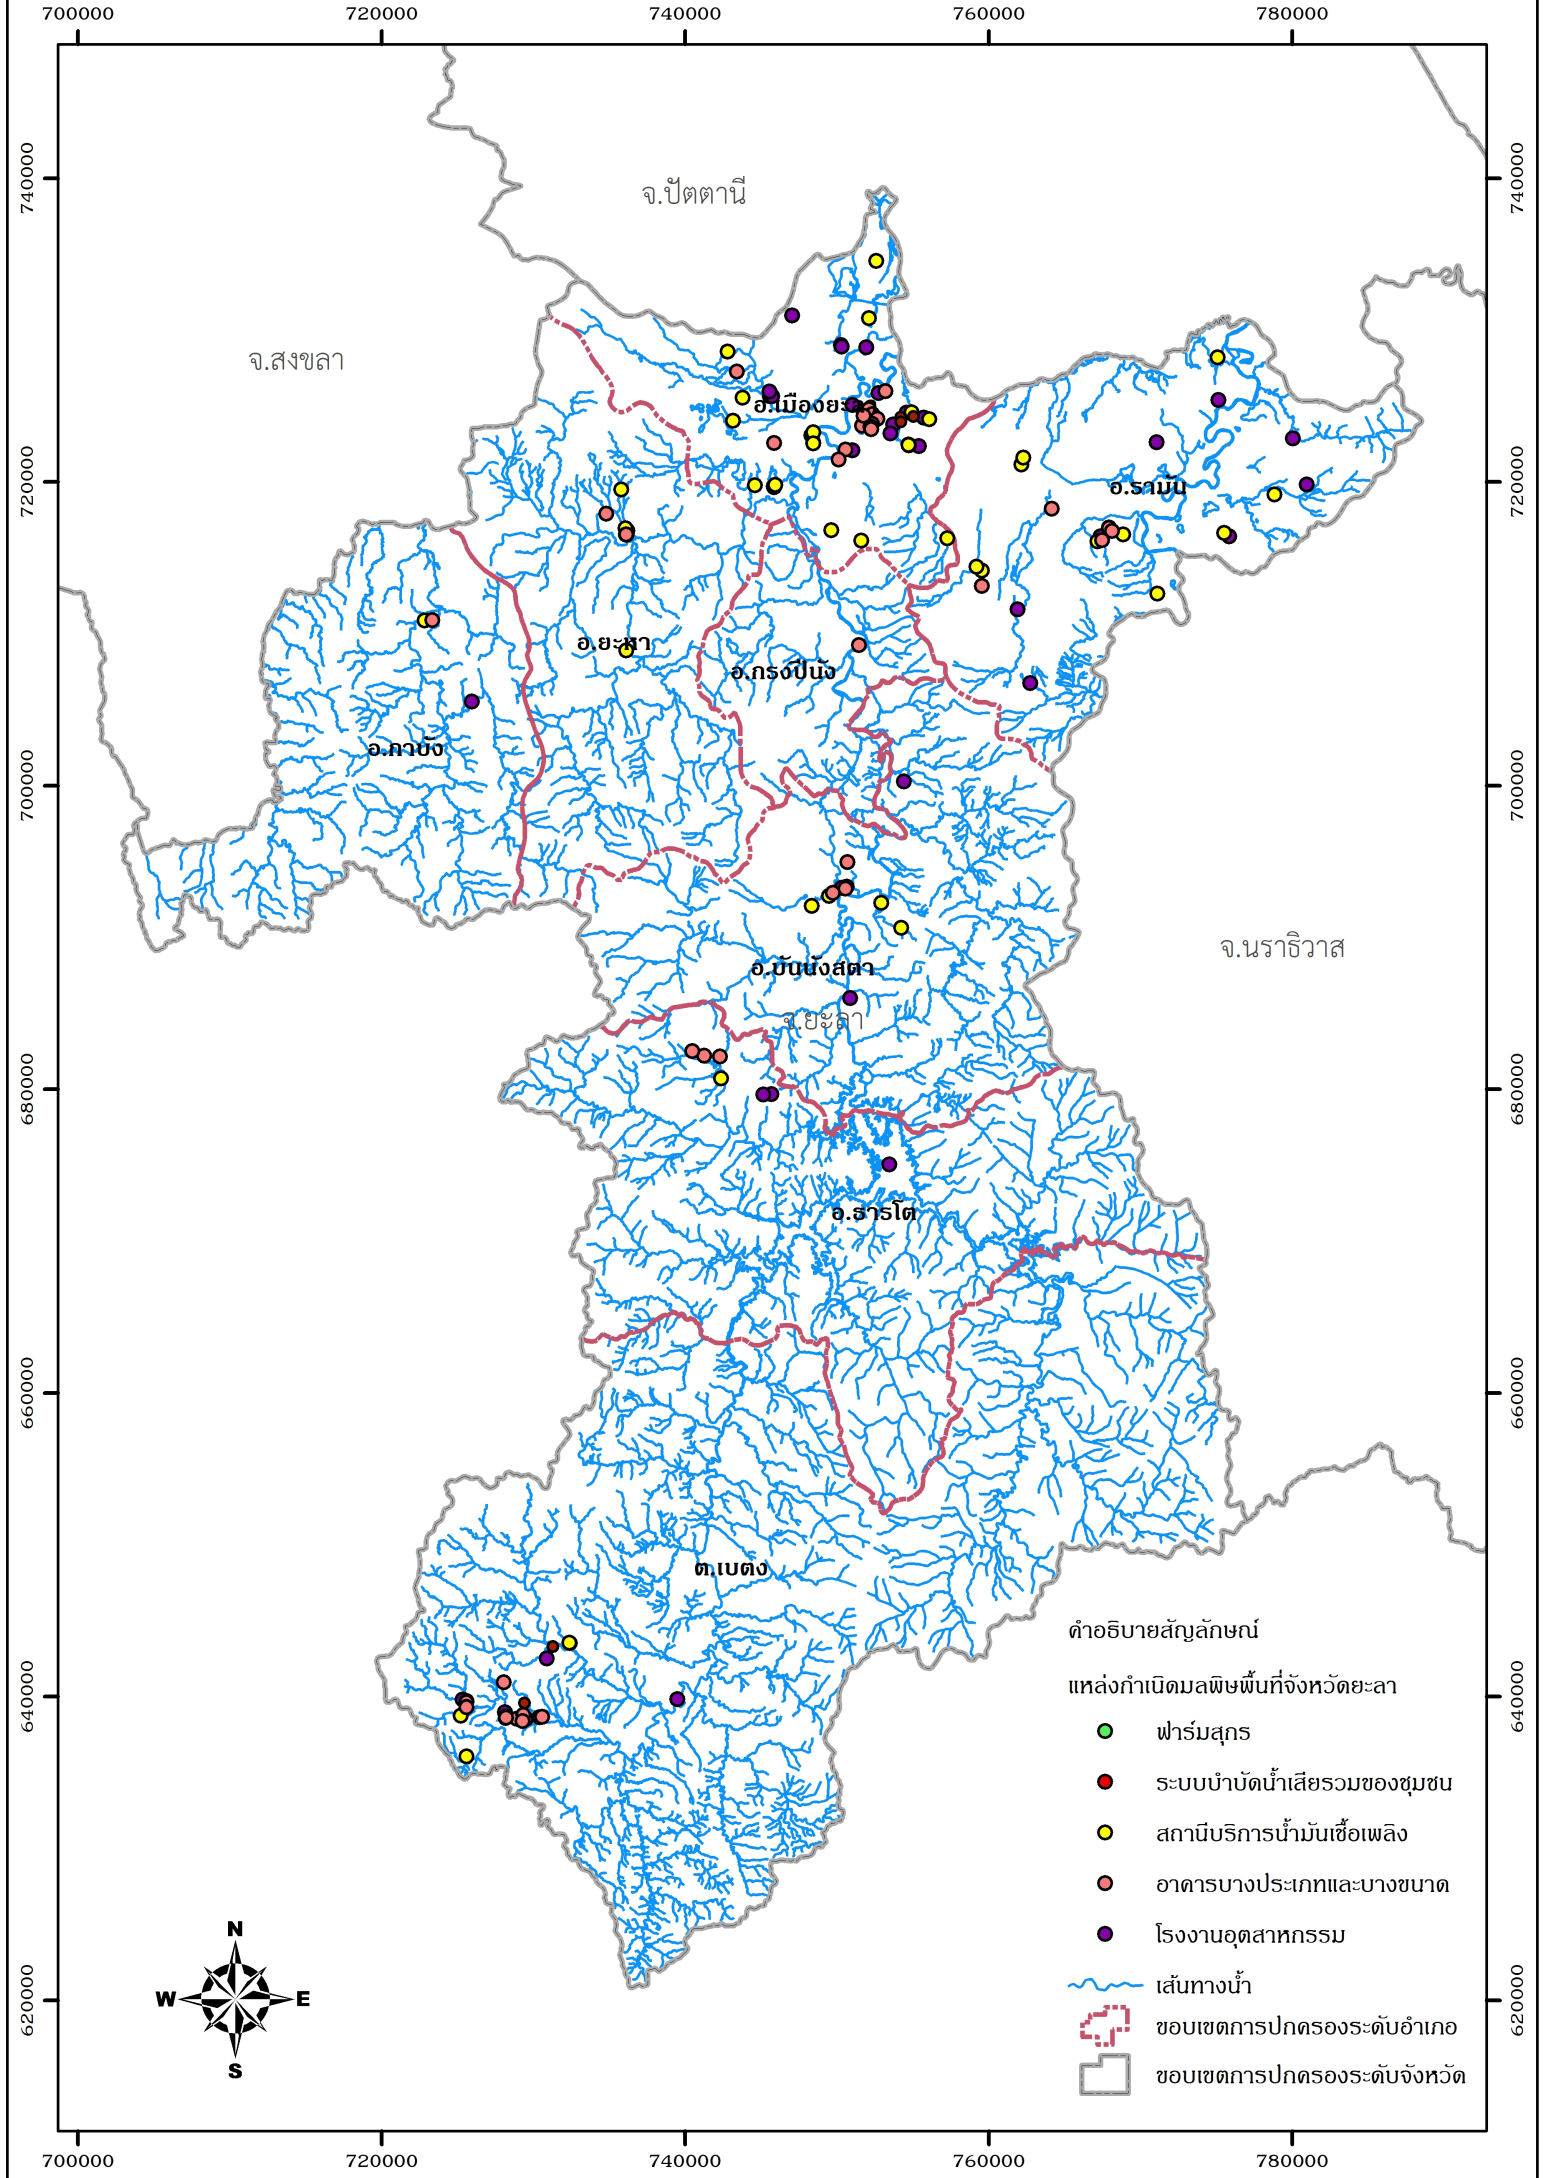 700000 720000 740000 760000 780000
740000 740000
จ.ปัตตานี
จ.สงขลา
อ.เมืองยะ
720000 720000
อ.รามัน
อ.ยะหา
อ.กรงปินัง
อ.กาบัง
700000 700000
จ.นราธิวาส
อ.บันนังสตา
จ.ยะลา
680000 680000
อ.ธารโต
660000 660000
ต.เบตง
640000 640000
คำอธิบายสัญลักษณ์
แหล่งกำเนิดมลพิษพื้นที่จังหวัดยะลา
ฟาร์มสุกร
ระบบบำบัดน้ำเสียรวมของชุมชน
สถานีบริการน้ำมันเชื้อเพลิง
อาคารบางประเภทและบางขนาด
โรงงานอุตสาหกรรม
เส้นทางน้ำ
ขอบเขตการปกครองระดับอำเภอ
ขอบเขตการปกครองระดับจังหวัด
N
W E
S
620000 620000
700000 720000 740000 760000 780000